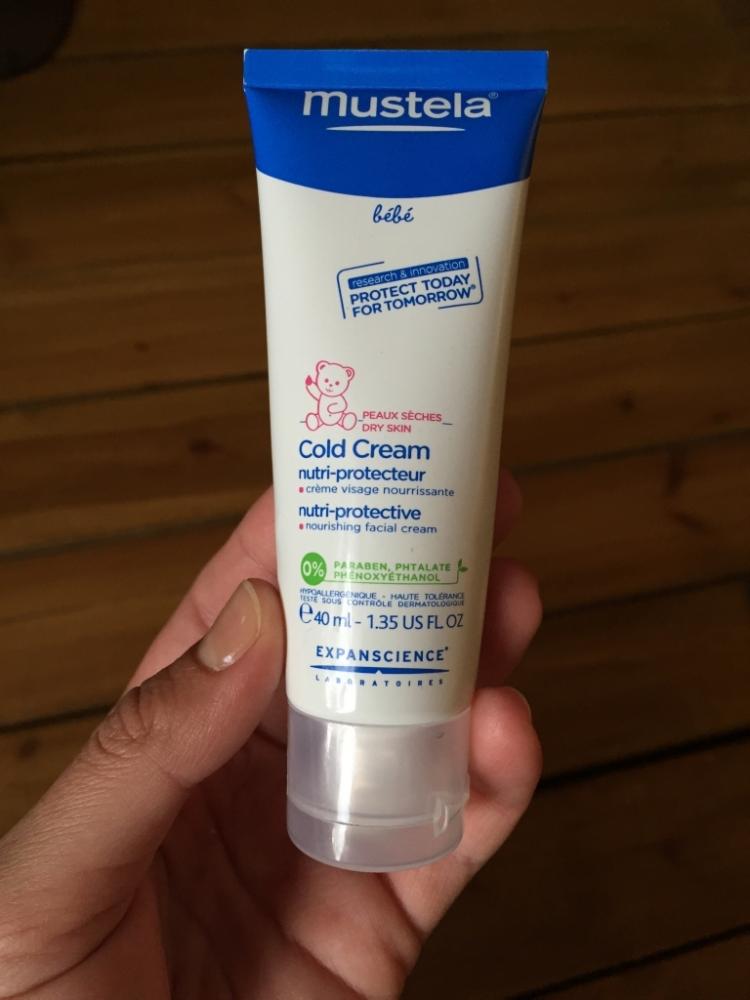 mustela®
bébé
research & innovation
PROTECT TODAY
FOR TOMORROW®
PEAUX SÈCHES
DRY SKIN
Cold Cream
nutri-protecteur
• crème visage nourrissante
nutri-protective
• nourishing facial cream
0% PARABEN, PHTALATE
PHÉNOXYÉTHANOL
HYPOALLERGÉNIQUE - HAUTE TOLÉRANCE
TESTÉ SOUS CONTRÔLE DERMATOLOGIQUE
℮ 40 ml - 1.35 US FL. OZ
EXPANSCIENCE®
LABORATOIRES